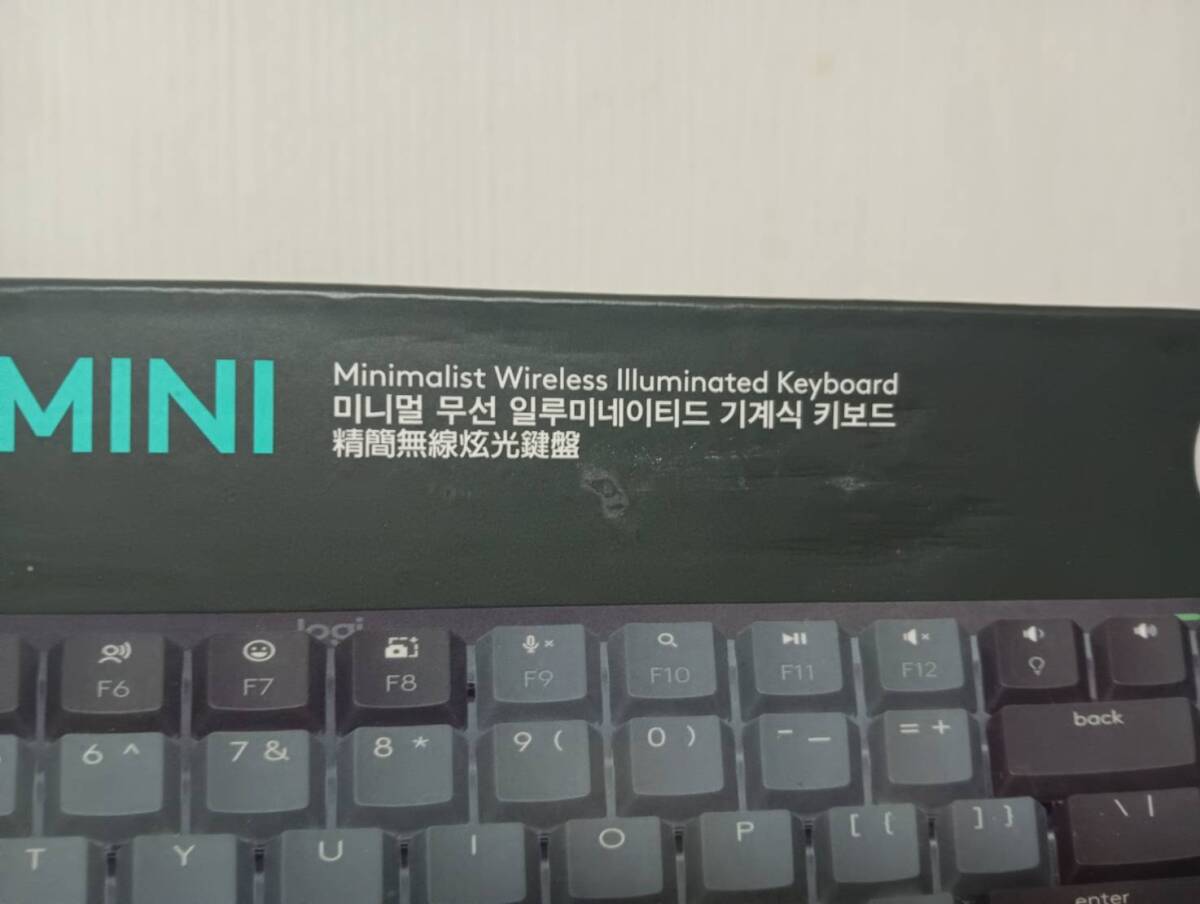 MINI
Minimalist Wireless Illuminated Keyboard
미니멀 무선 일루미네이티드 기계식 키보드
精簡無線炫光鍵盤
logi
F6 F7 F8 F9 F10 F11 F12
6 ^ 7 & 8 * 9 ( 0 ) - _ = + back
T Y U I O P [ { ] } \ |
enter